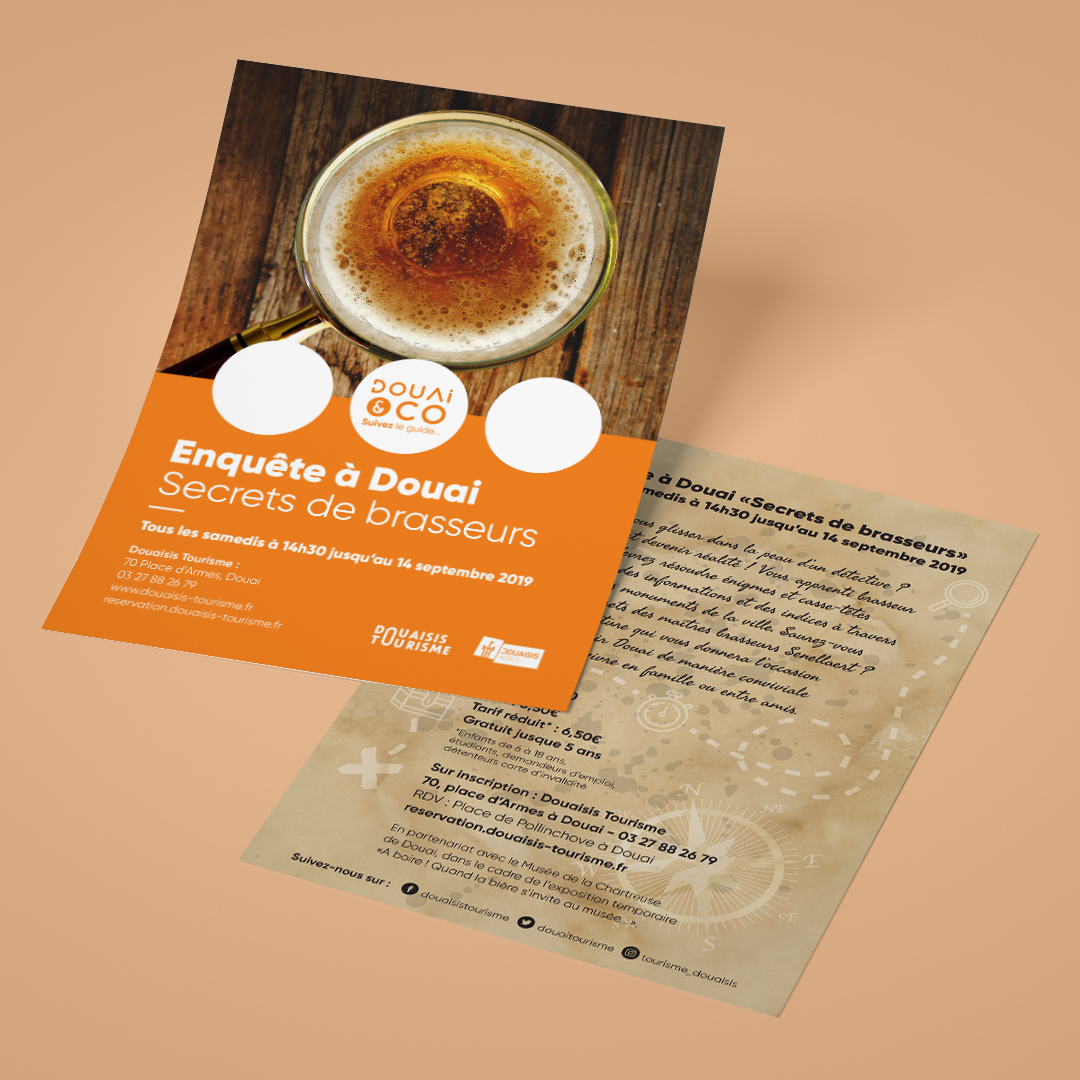 DOUAi
& CO
Suivez le guide...
Enquête à Douai
Secrets de brasseurs
Tous les samedis à 14h30 jusqu'au 14 septembre 2019
Douaisis Tourisme :
70 Place d'Armes, Douai
03 27 88 26 79
www.douaisis-tourisme.fr
reservation.douaisis-tourisme.fr
DOUAISIS
TOURISME
DOUAISIS
à Douai «Secrets de brasseurs»
à 14h30 jusqu'au 14 septembre 2019
glisser dans la peau d'un détective ?
devenir réalité ! Vous, apprenti brasseur
résoudre énigmes et casse-têtes
des informations et des indices à travers
monuments de la ville. Saurez-vous
des maîtres brasseurs Senellaert ?
qui vous donnera l'occasion
Douai de manière conviviale
en famille ou entre amis.
Tarif réduit* : 6,50€
Gratuit jusque 5 ans
*Enfants de 6 à 18 ans,
étudiants, demandeurs d'emploi,
détenteurs carte d'invalidité
Sur inscription : Douaisis Tourisme
70, place d'Armes à Douai – 03 27 88 26 79
RDV : Place de Pollinchove à Douai
reservation.douaisis-tourisme.fr
En partenariat avec le Musée de la Chartreuse
de Douai, dans le cadre de l'exposition temporaire
«A boire ! Quand la bière s'invite au musée...».
N
NE
E
SE
S
Suivez-nous sur : douaisistourisme douaitourisme tourisme_douaisis